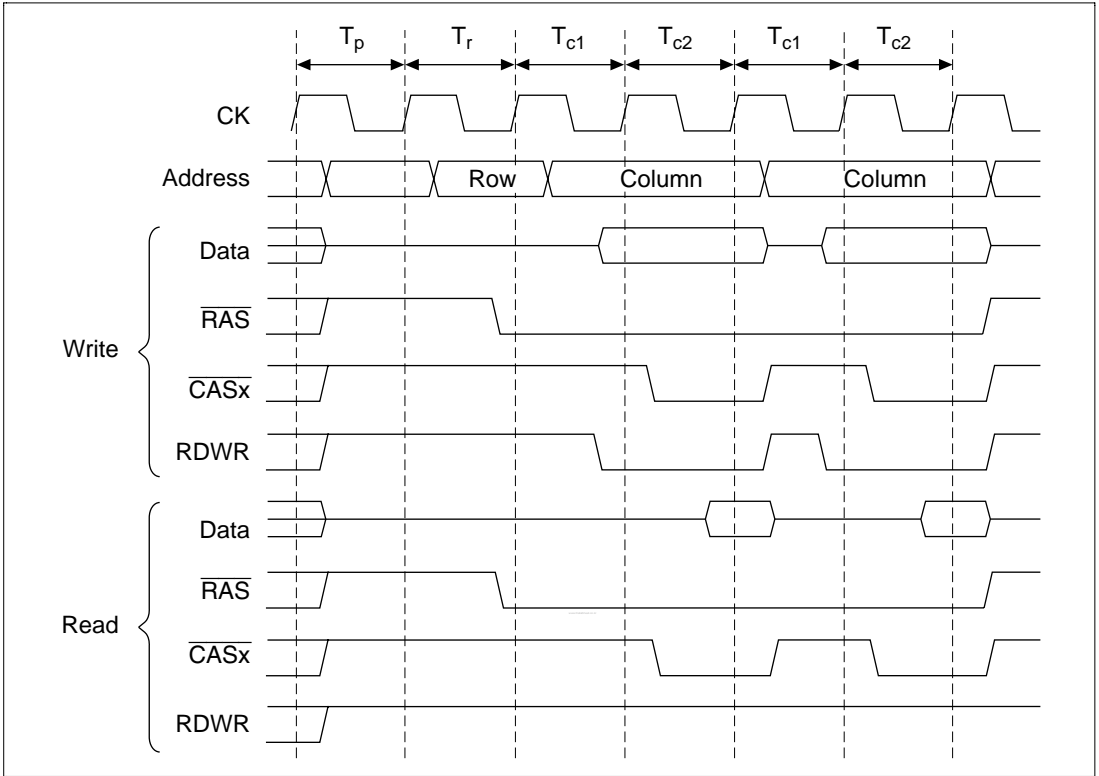 Tp Tr Tc1 Tc2 Tc1 Tc2
CK
Address Row Column Column
Data
RAS
Write
CASx
RDWR
Data
RAS
Read
CASx
RDWR